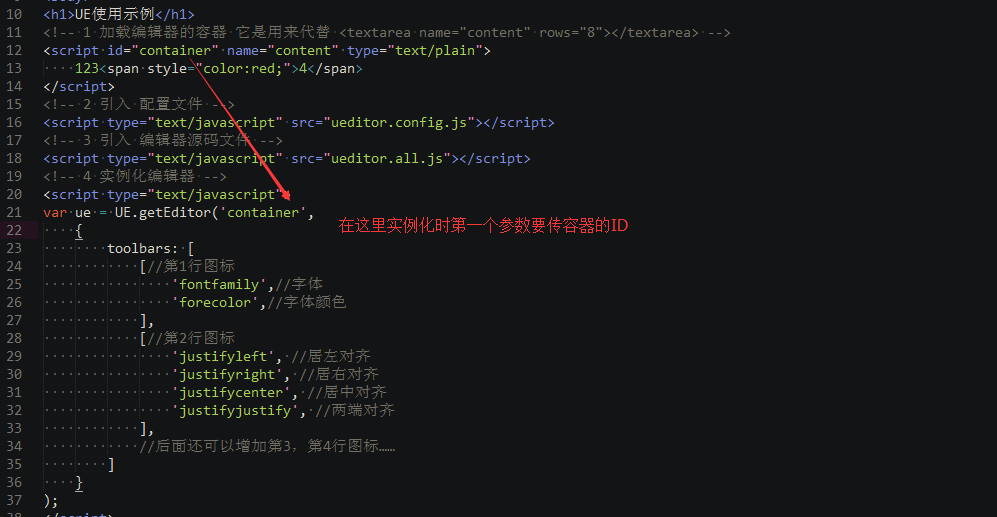 10 <h1>UE使用示例</h1>
11 <!-- 1 加载编辑器的容器 它是用来代替 <textarea name="content" rows="8"></textarea> -->
12 <script id="container" name="content" type="text/plain">
13     123<span style="color:red;">4</span>
14 </script>
15 <!-- 2 引入 配置文件 -->
16 <script type="text/javascript" src="ueditor.config.js"></script>
17 <!-- 3 引入 编辑器源码文件 -->
18 <script type="text/javascript" src="ueditor.all.js"></script>
19 <!-- 4 实例化编辑器 -->
20 <script type="text/javascript"
21 var ue = UE.getEditor('container',
在这里实例化时第一个参数要传容器的ID
22     {
23         toolbars: [
24             [//第1行图标
25                 'fontfamily',//字体
26                 'forecolor',//字体颜色
27             ],
28             [//第2行图标
29                 'justifyleft', //居左对齐
30                 'justifyright', //居右对齐
31                 'justifycenter', //居中对齐
32                 'justifyjustify', //两端对齐
33             ],
34             //后面还可以增加第3，第4行图标……
35         ]
36     }
37 );